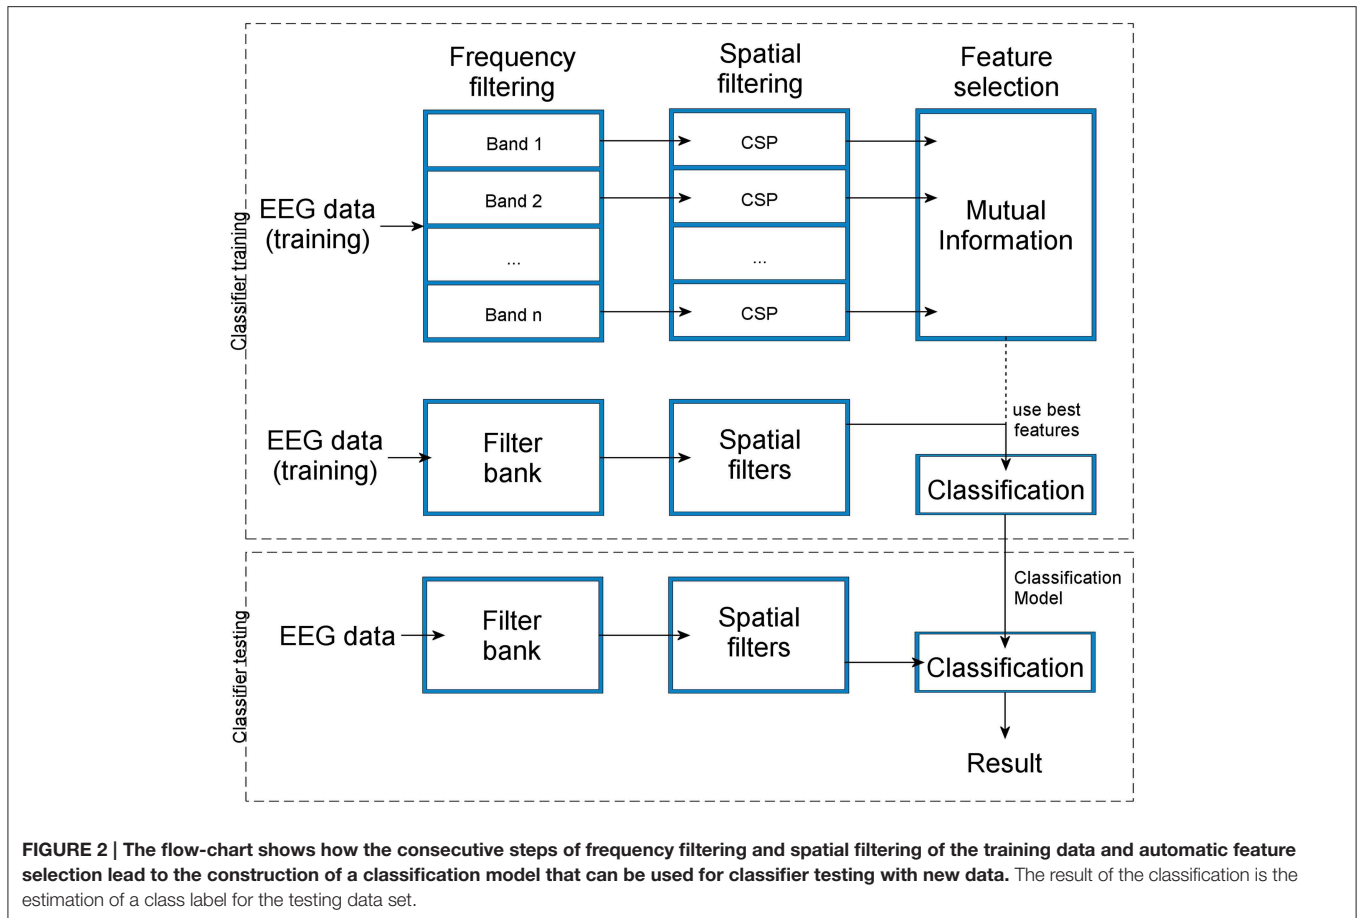 Frequency
filtering
Spatial
filtering
Feature
selection
Classifier training
EEG data
(training)
Band 1
Band 2
...
Band n
CSP
CSP
...
CSP
Mutual
Information
EEG data
(training)
Filter
bank
Spatial
filters
use best
features
Classification
Classification
Model
Classifier testing
EEG data
Filter
bank
Spatial
filters
Classification
Result
FIGURE 2 | The flow-chart shows how the consecutive steps of frequency filtering and spatial filtering of the training data and automatic feature
selection lead to the construction of a classification model that can be used for classifier testing with new data. The result of the classification is the
estimation of a class label for the testing data set.